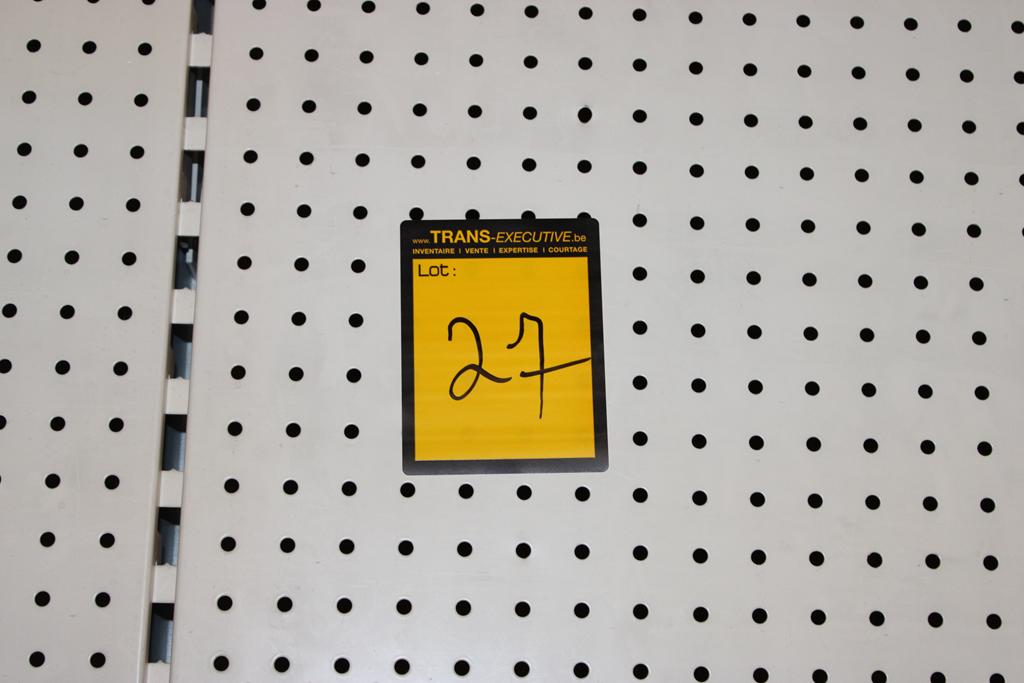 www.TRANS-EXECUTIVE.be
INVENTAIRE I VENTE I EXPERTISE I COURTAGE
Lot:
27